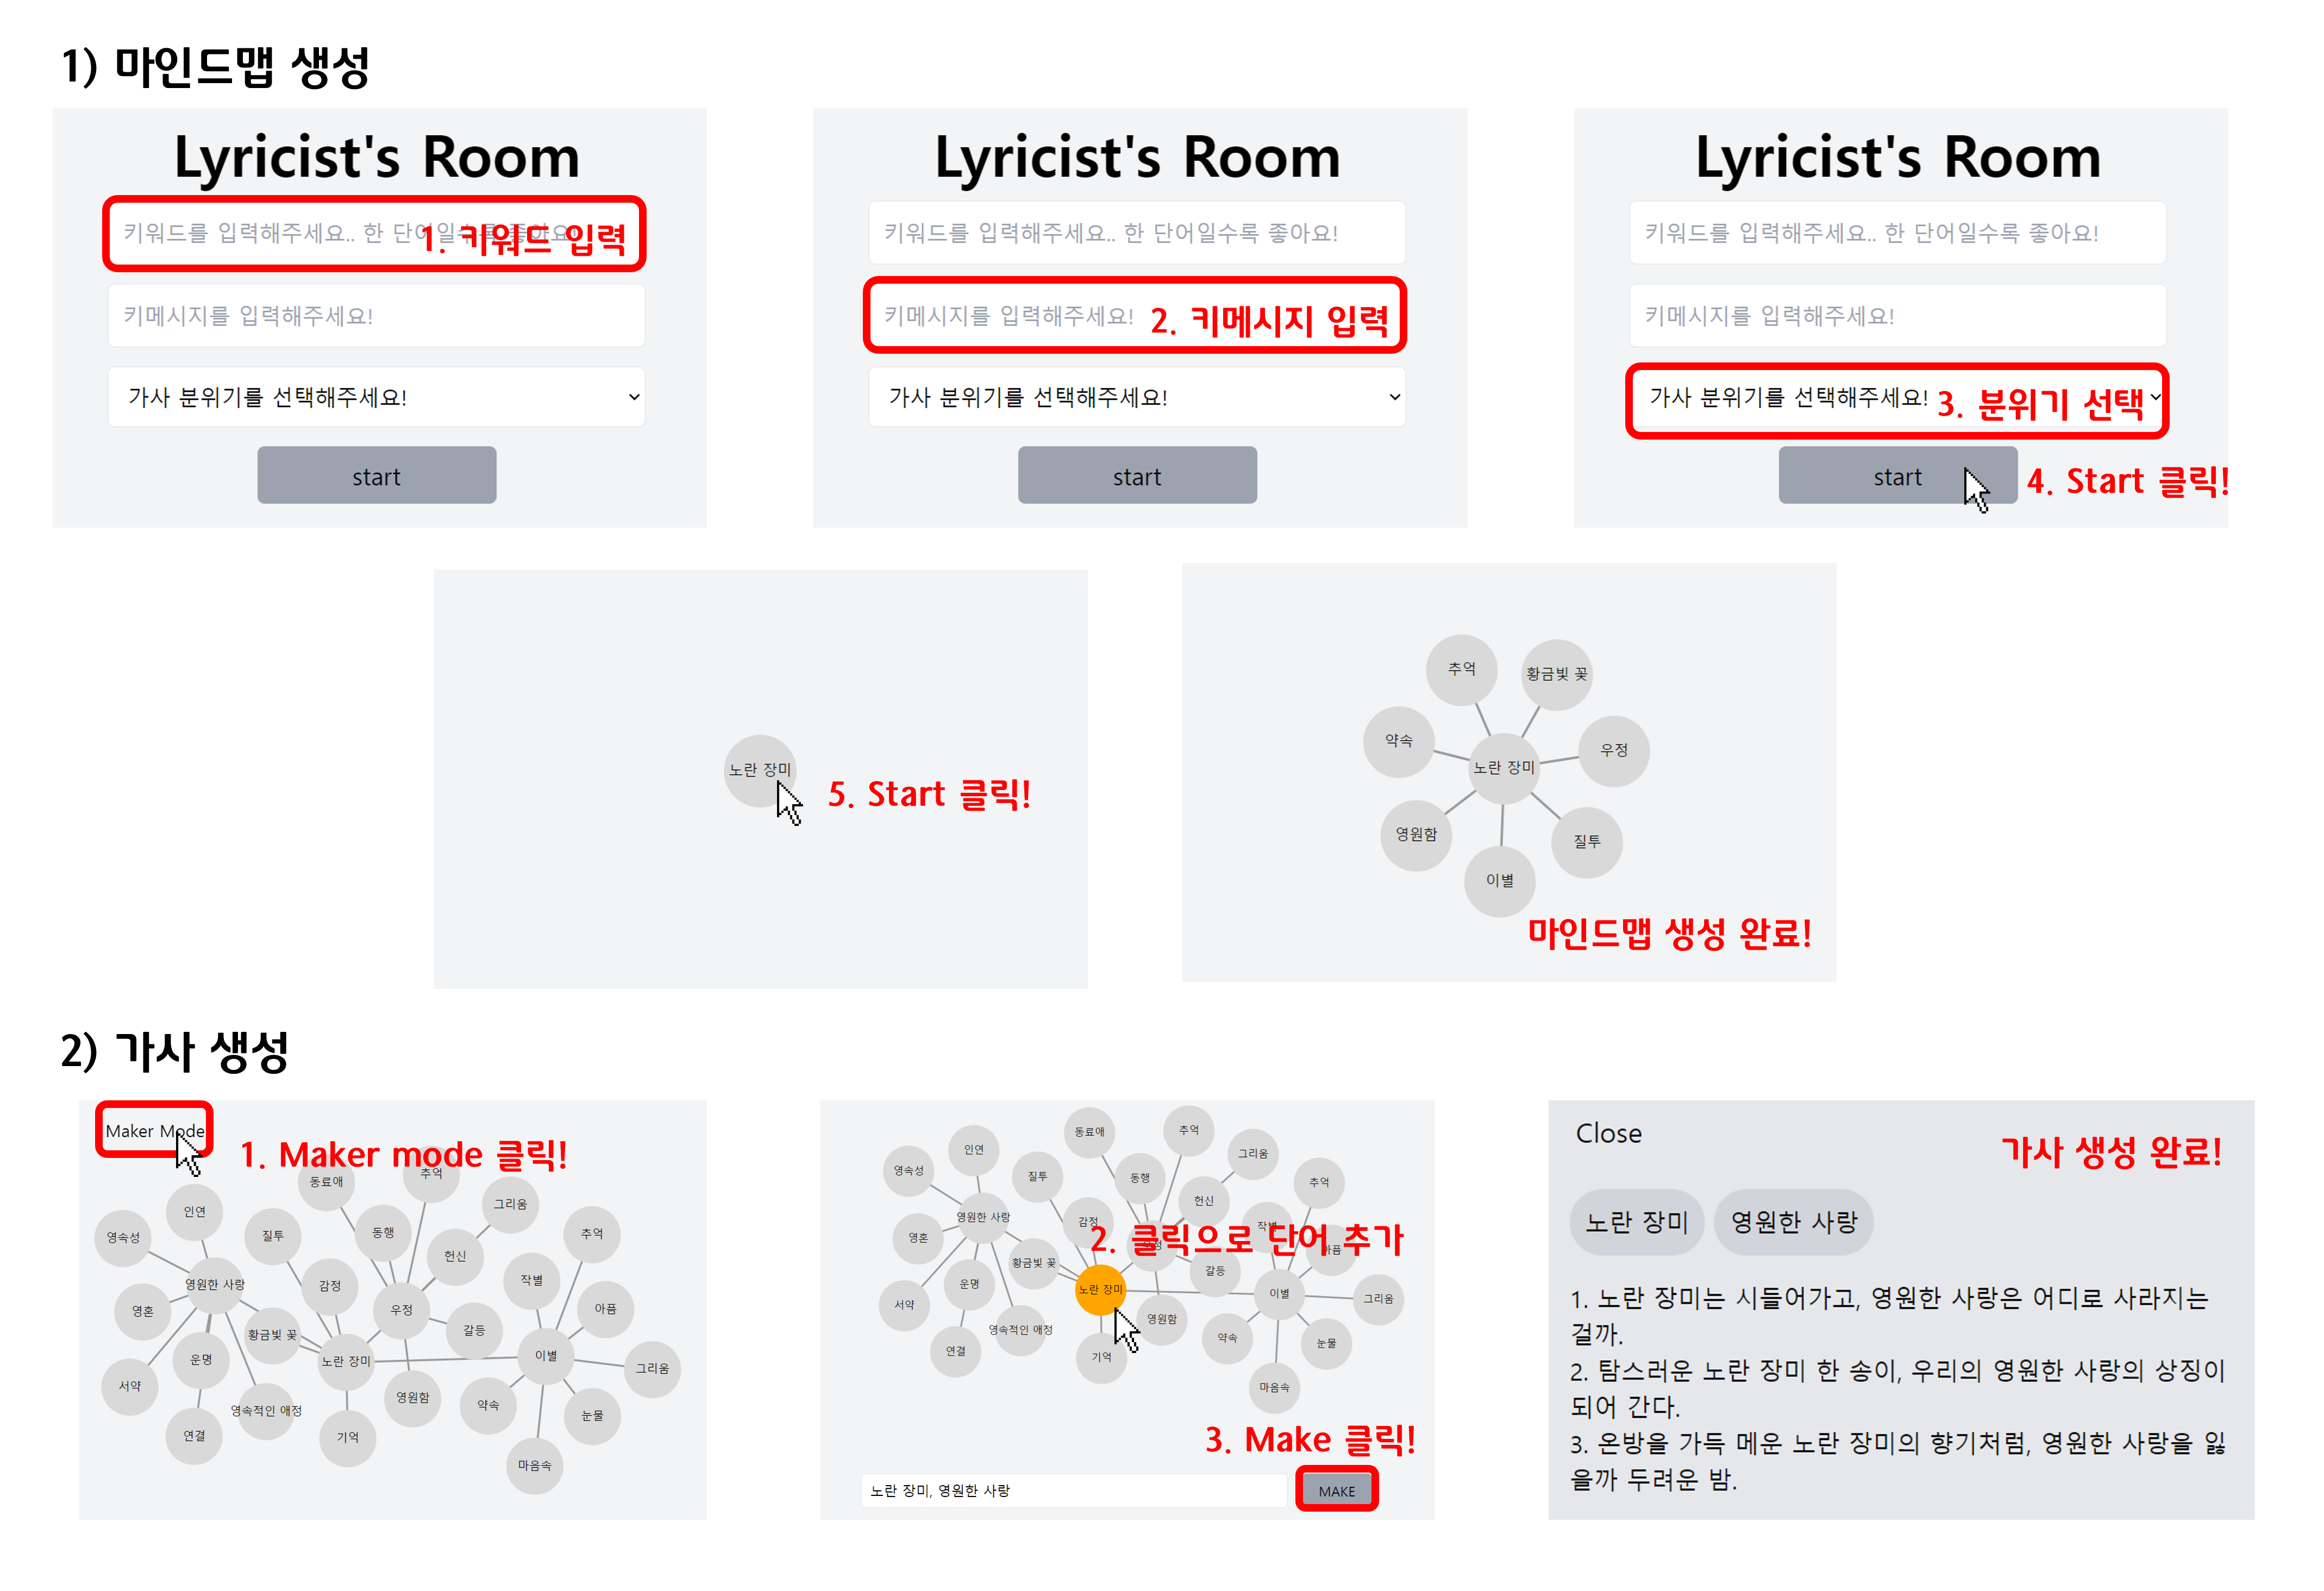 1) 마인드맵 생성
Lyricist's Room
키워드를 입력해주세요.. 한 단어일수록 좋아요!
1. 키워드 입력
키메시지를 입력해주세요!
가사 분위기를 선택해주세요!
start
Lyricist's Room
키워드를 입력해주세요.. 한 단어일수록 좋아요!
키메시지를 입력해주세요!
2. 키메시지 입력
가사 분위기를 선택해주세요!
start
Lyricist's Room
키워드를 입력해주세요.. 한 단어일수록 좋아요!
키메시지를 입력해주세요!
가사 분위기를 선택해주세요!
3. 분위기 선택
start
4. Start 클릭!
노란 장미
5. Start 클릭!
추억
황금빛 꽃
약속
우정
노란 장미
영원함
질투
이별
마인드맵 생성 완료!
2) 가사 생성
Maker Mode
1. Maker mode 클릭!
추억
동료애
그리움
인연
영속성
질투
동행
추억
헌신
영원한 사랑
감정
작별
영혼
우정
아픔
황금빛 꽃
갈등
운명
노란 장미
이별
그리움
서약
영원함
영속적인 애정
약속
눈물
연결
기억
마음속
동료애
추억
인연
그리움
영속성
질투
동행
추억
헌신
영원한 사랑
감정
작별
2. 클릭으로 단어 추가
영혼
우정
아픔
황금빛 꽃
갈등
운명
노란 장미
이별
그리움
서약
영원함
영속적인 애정
약속
눈물
연결
기억
마음속
3. Make 클릭!
노란 장미, 영원한 사랑
MAKE
Close
가사 생성 완료!
노란 장미
영원한 사랑
1. 노란 장미는 시들어가고, 영원한 사랑은 어디로 사라지는
걸까.
2. 탐스러운 노란 장미 한 송이, 우리의 영원한 사랑의 상징이
되어 간다.
3. 온방을 가득 메운 노란 장미의 향기처럼, 영원한 사랑을 잃
을까 두려운 밤.